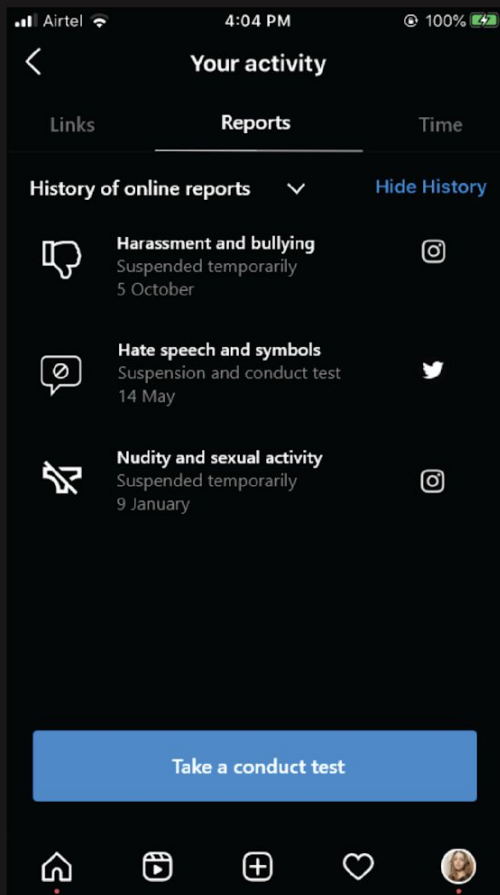 Airtel 4:04 PM 100%
Your activity
Links Reports Time
History of online reports Hide History
Harassment and bullying
Suspended temporarily
5 October
Hate speech and symbols
Suspension and conduct test
14 May
Nudity and sexual activity
Suspended temporarily
9 January
Take a conduct test